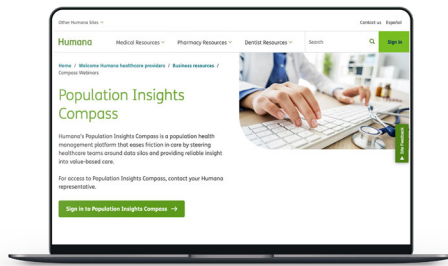 Other Humana Sites
Contact us Español
Humana Medical Resources Pharmacy Resources Dentist Resources Search Sign in
Home / Welcome Humana healthcare providers / Business resources /
Compass Webinars
Population Insights
Compass
Humana's Population Insights Compass is a population health
management platform that eases friction in care by steering
healthcare teams around data silos and providing reliable insight
into value-based care.
For access to Population Insights Compass, contact your Humana
representative.
Sign in to Population Insights Compass →
Site Feedback